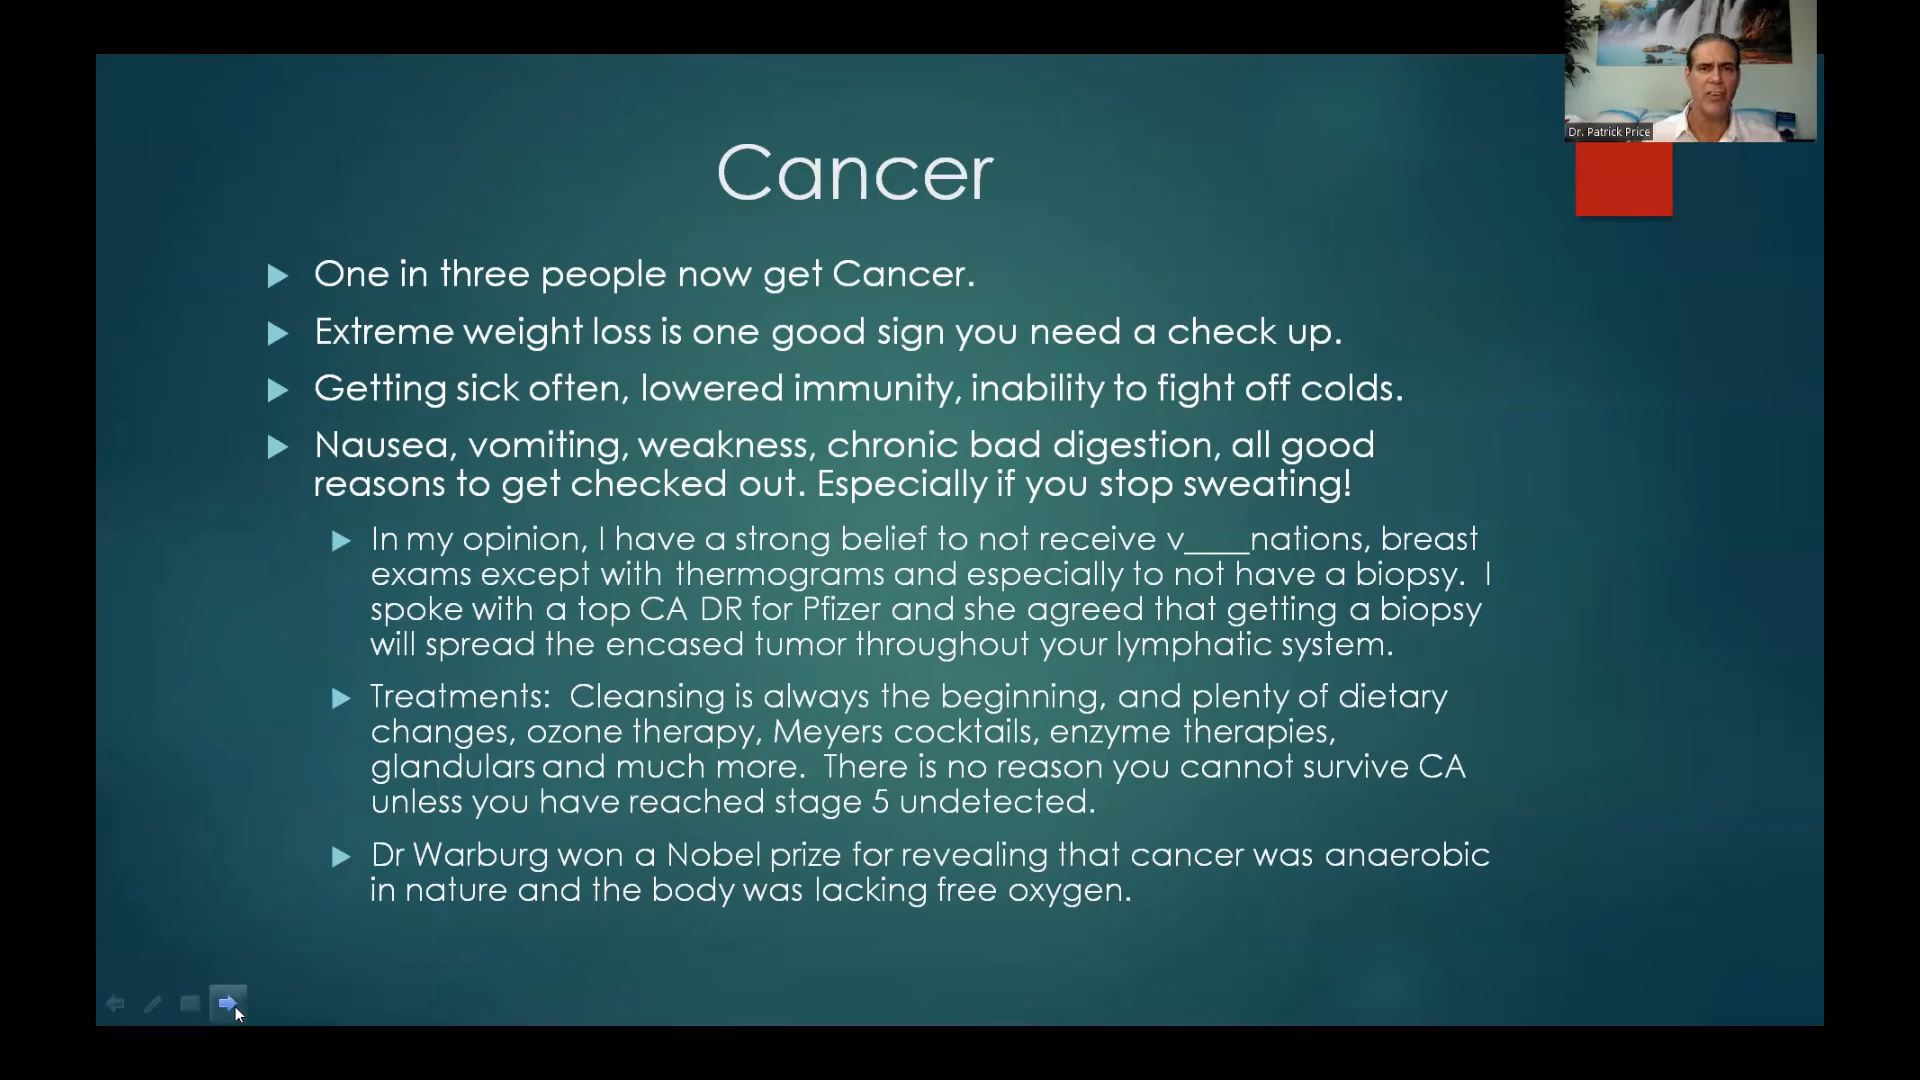 Dr. Patrick Price
Cancer
One in three people now get Cancer.
Extreme weight loss is one good sign you need a check up.
Getting sick often, lowered immunity, inability to fight off colds.
Nausea, vomiting, weakness, chronic bad digestion, all good
reasons to get checked out. Especially if you stop sweating!
In my opinion, I have a strong belief to not receive v____nations, breast
exams except with thermograms and especially to not have a biopsy. I
spoke with a top CA DR for Pfizer and she agreed that getting a biopsy
will spread the encased tumor throughout your lymphatic system.
Treatments: Cleansing is always the beginning, and plenty of dietary
changes, ozone therapy, Meyers cocktails, enzyme therapies,
glandulars and much more. There is no reason you cannot survive CA
unless you have reached stage 5 undetected.
Dr Warburg won a Nobel prize for revealing that cancer was anaerobic
in nature and the body was lacking free oxygen.